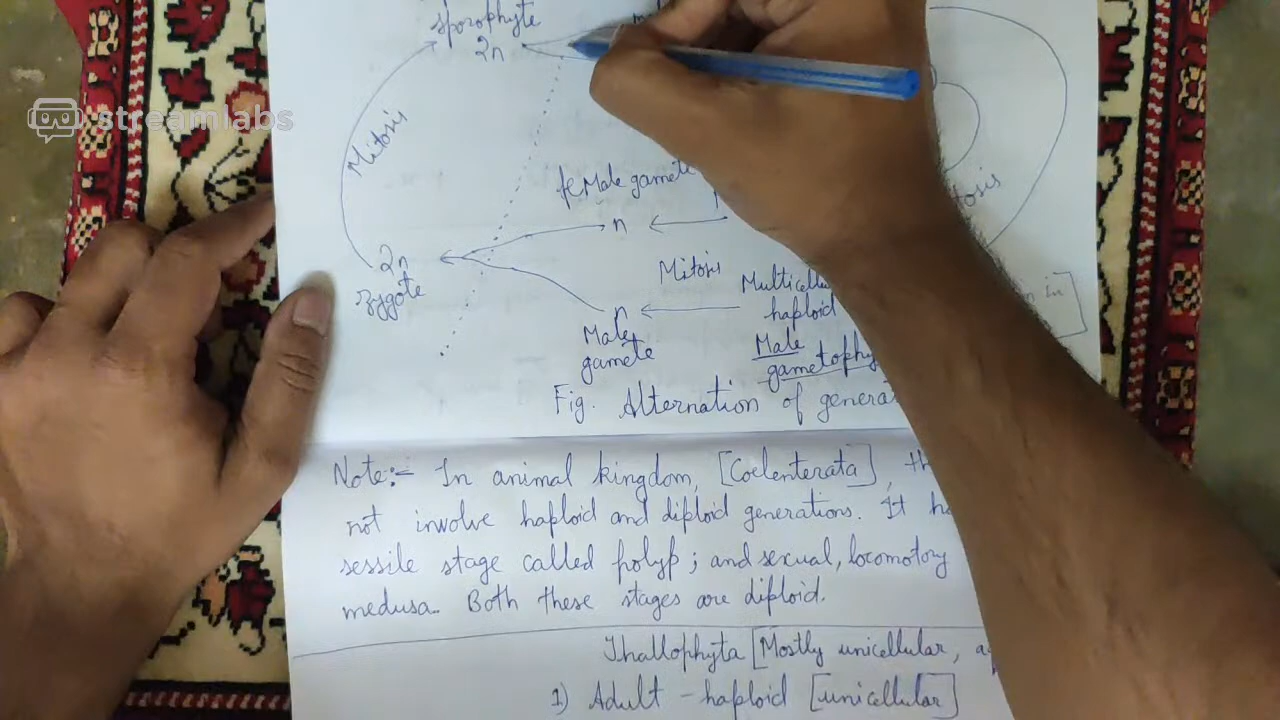 sporophyte
2n
streamlabs
Mitosis
feMale gamete
n
2n
zygote
Mitosis
Multicellu
haploid
n
Male
gamete
Male
gametophy
Fig. Alternation of genera
Note:- In animal kingdom, [Coelenterata], th
not involve haploid and diploid generations. It ha
sessile stage called polyp; and sexual, locomotory
medusa. Both these stages are diploid.
Thallophyta [Mostly unicellular, a
1) Adult - haploid [unicellular]